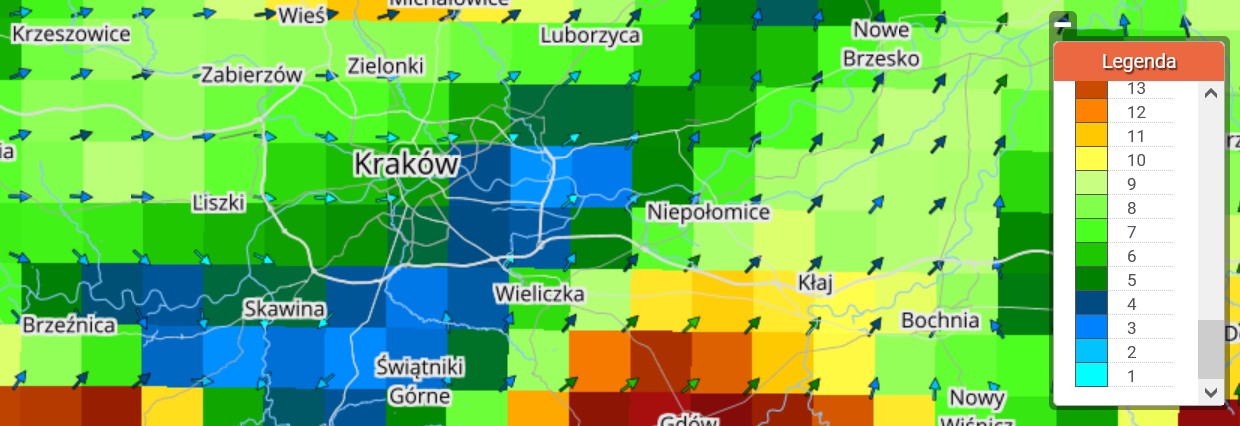 Michałowice
Wieś
Krzeszowice
Luborzyca
Nowe
Brzesko
Zabierzów
Zielonki
Legenda
13
12
11
10
9
8
7
6
5
4
3
2
1
Kraków
Liszki
Niepołomice
Kłaj
Wieliczka
Skawina
Brzeźnica
Bochnia
Świątniki
Górne
Nowy
Wiśnicz
Gdów